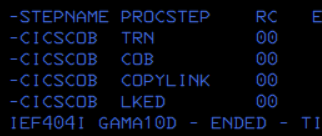 -STEPNAME PROCSTEP RC E
-CICSCOB TRN 00
-CICSCOB COB 00
-CICSCOB COPYLINK 00
-CICSCOB LKED 00
IEF404I GAMA10D - ENDED - TI